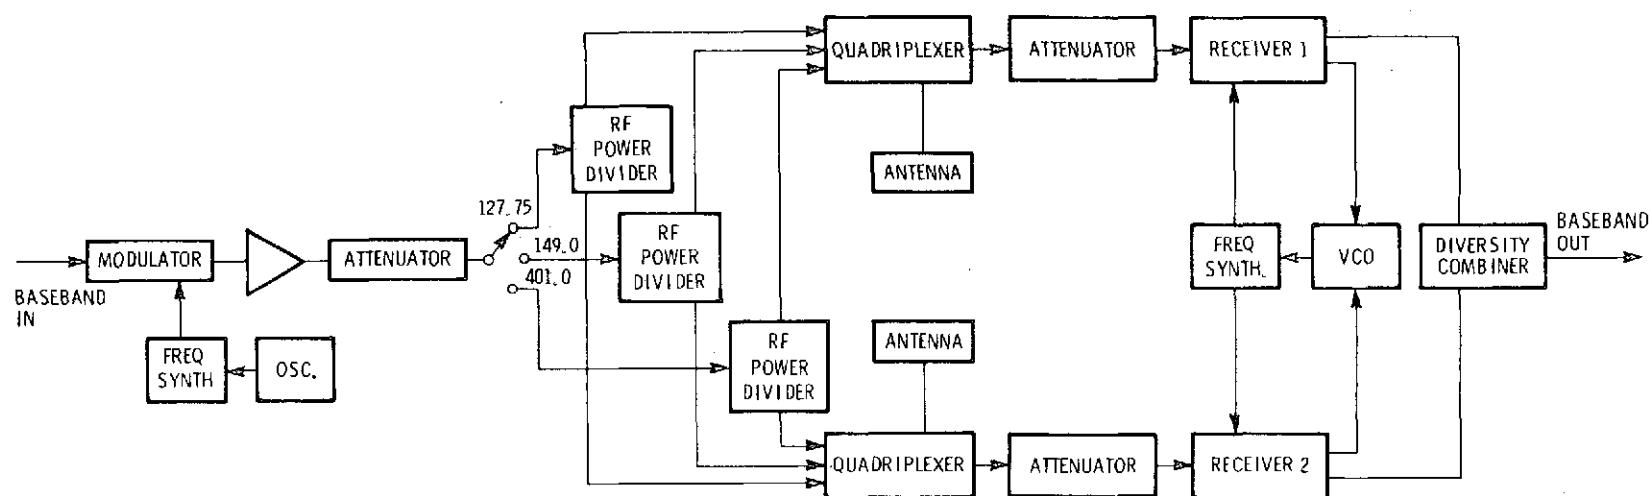 QUADRIPLEXER
ATTENUATOR
RECEIVER 1
RF
POWER
DIVIDER
ANTENNA
127.75
149.0
401.0
RF
POWER
DIVIDER
MODULATOR
ATTENUATOR
BASEBAND
IN
FREQ
SYNTH.
VCO
DIVERSITY
COMBINER
BASEBAND
OUT
FREQ
SYNTH
OSC.
RF
POWER
DIVIDER
ANTENNA
QUADRIPLEXER
ATTENUATOR
RECEIVER 2